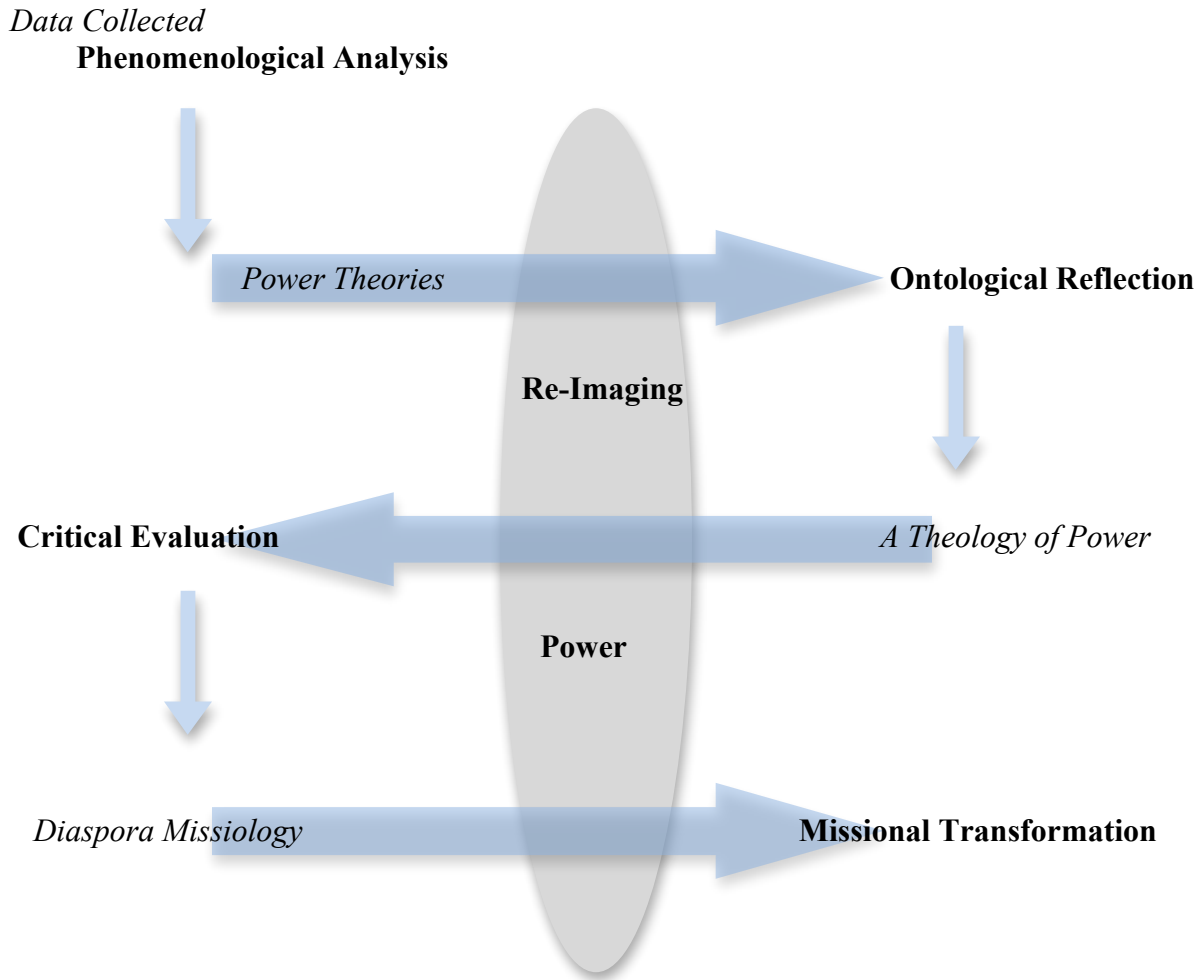 Data Collected
Phenomenological Analysis
Power Theories
Ontological Reflection
Re-Imaging
Critical Evaluation
A Theology of Power
Power
Diaspora Missiology
Missional Transformation